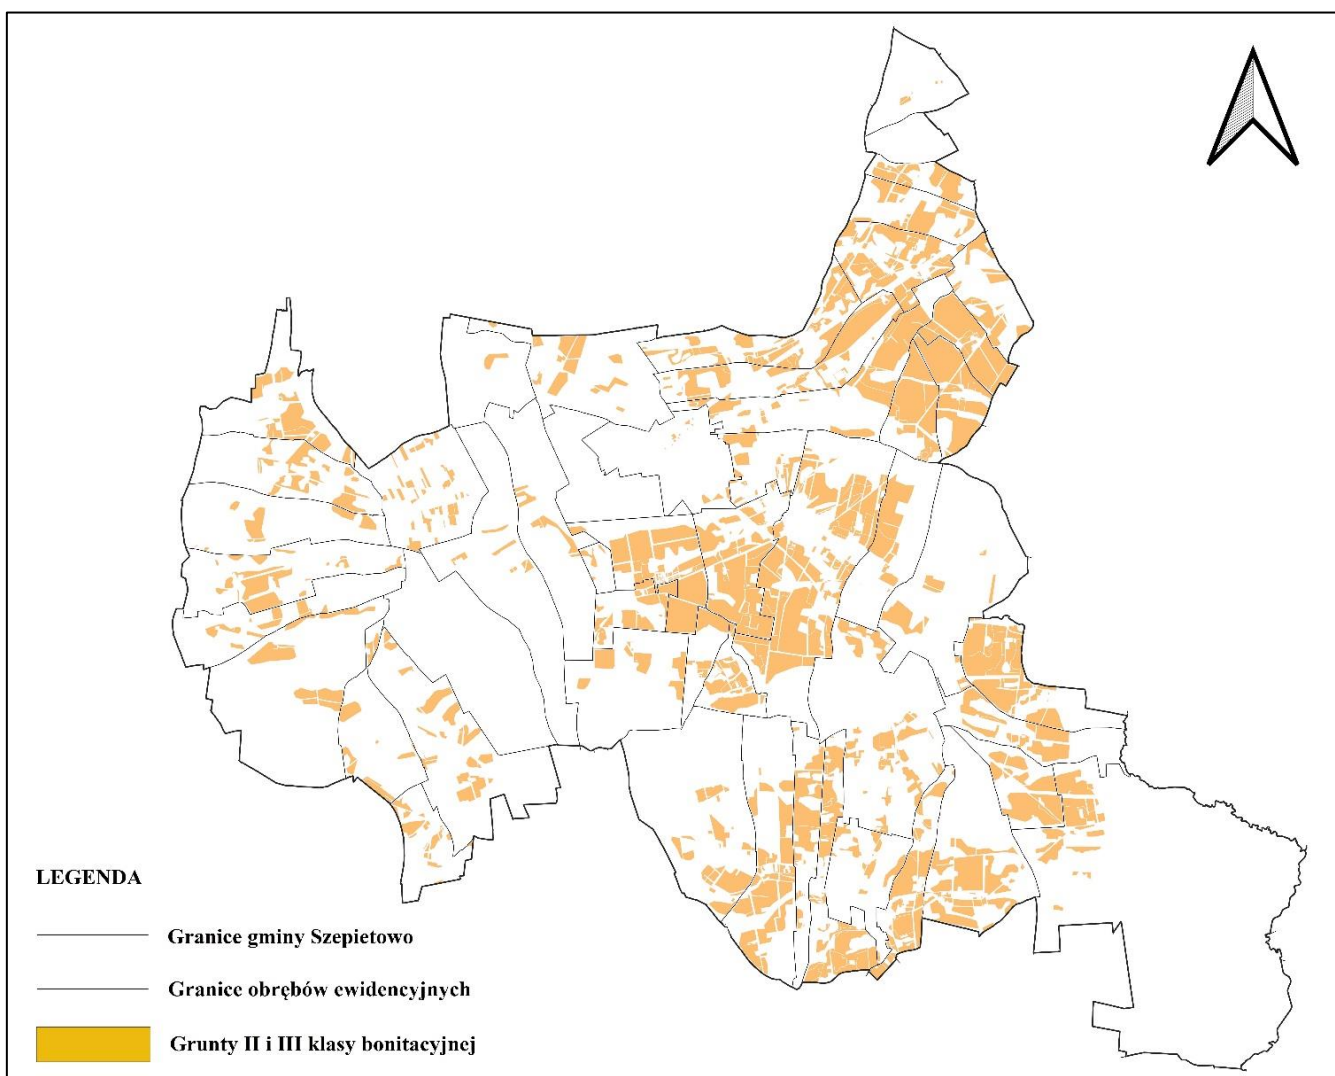 LEGENDA
Granice gminy Szepietowo
Granice obrębów ewidencyjnych
Grunty II i III klasy bonitacyjnej